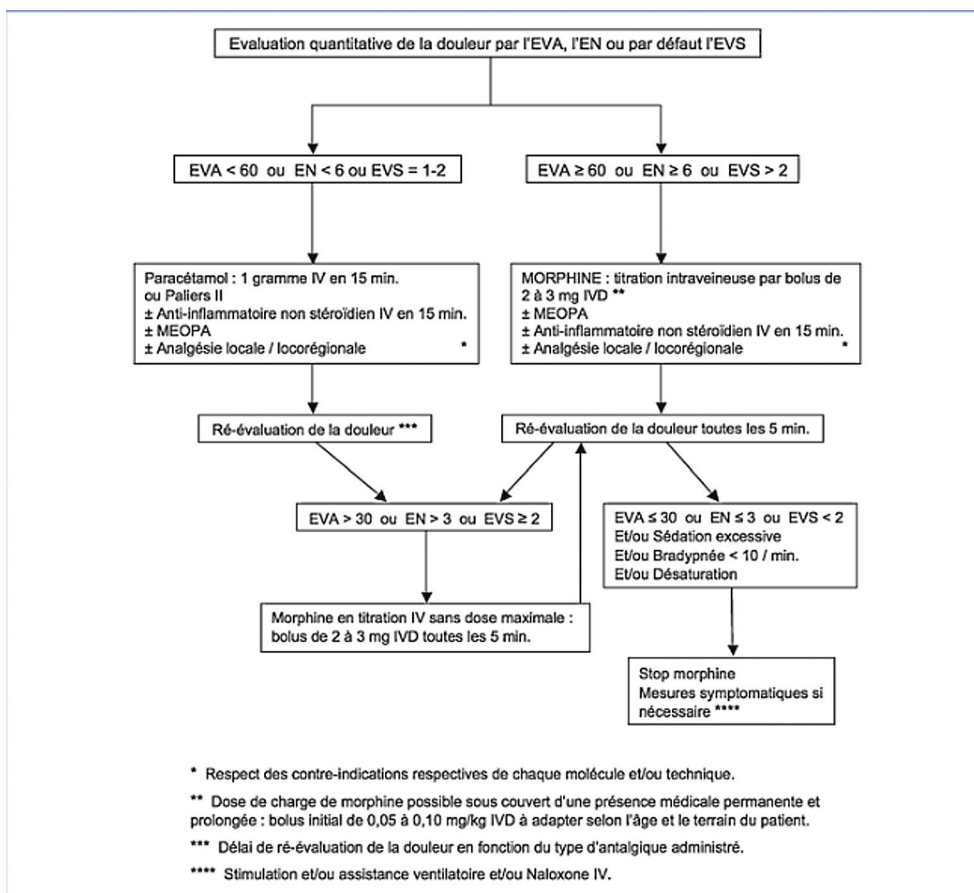 Evaluation quantitative de la douleur par l'EVA, l'EN ou par défaut l'EVS
EVA < 60 ou EN < 6 ou EVS = 1-2
EVA ≥ 60 ou EN ≥ 6 ou EVS > 2
Paracétamol : 1 gramme IV en 15 min.
ou Paliers II
± Anti-inflammatoire non stéroïdien IV en 15 min.
± MEOPA
± Analgésie locale / locorégionale *
MORPHINE : titration intraveineuse par bolus de
2 à 3 mg IVD **
± MEOPA
± Anti-inflammatoire non stéroïdien IV en 15 min.
± Analgésie locale / locorégionale *
Ré-évaluation de la douleur ***
Ré-évaluation de la douleur toutes les 5 min.
EVA > 30 ou EN > 3 ou EVS ≥ 2
EVA ≤ 30 ou EN ≤ 3 ou EVS < 2
Et/ou Sédation excessive
Et/ou Bradypnée < 10 / min.
Et/ou Désaturation
Morphine en titration IV sans dose maximale :
bolus de 2 à 3 mg IVD toutes les 5 min.
Stop morphine
Mesures symptomatiques si
nécessaire ****
* Respect des contre-indications respectives de chaque molécule et/ou technique.
** Dose de charge de morphine possible sous couvert d'une présence médicale permanente et
prolongée : bolus initial de 0,05 à 0,10 mg/kg IVD à adapter selon l'âge et le terrain du patient.
*** Délai de ré-évaluation de la douleur en fonction du type d'antalgique administré.
**** Stimulation et/ou assistance ventilatoire et/ou Naloxone IV.